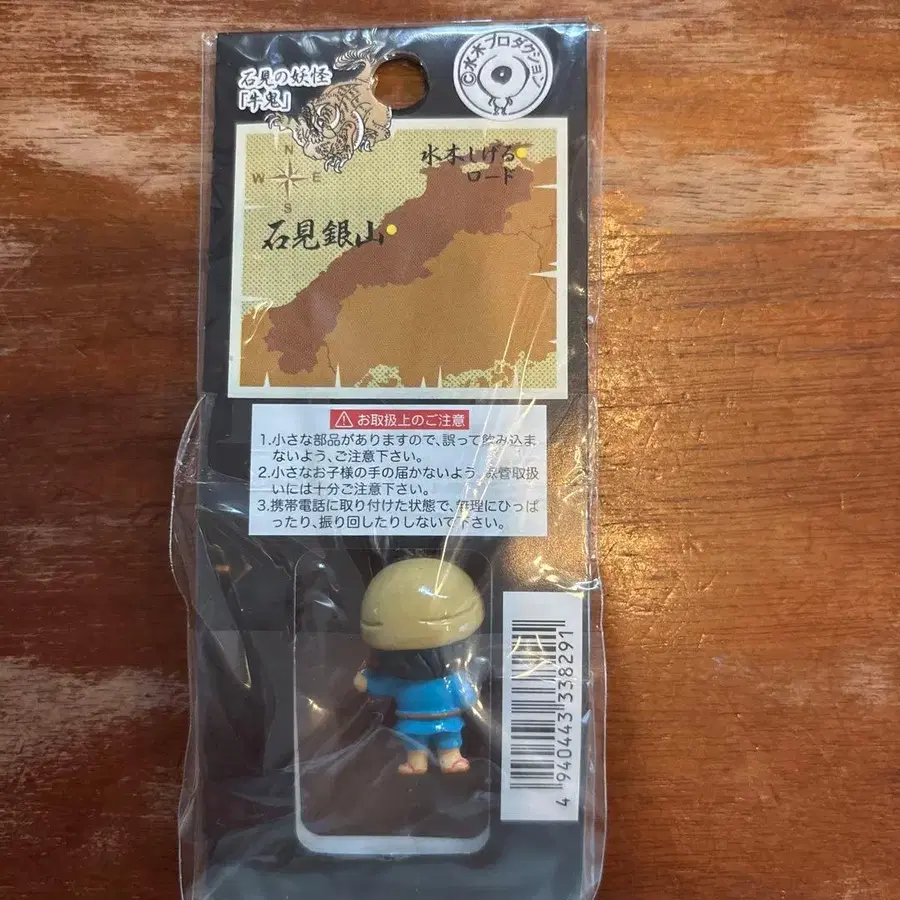 石見の妖怪
「牛鬼」
©水木プロダクション
N
W E
S
水木しげる
ロード
石見銀山
お取扱上のご注意
1.小さな部品がありますので、誤って飲み込ま
ないよう、ご注意下さい。
2.小さなお子様の手の届かないよう、保管取扱
いには十分ご注意下さい。
3.携帯電話に取り付けた状態で、無理にひっぱ
ったり、振り回したりしないで下さい。
4 940443 338291